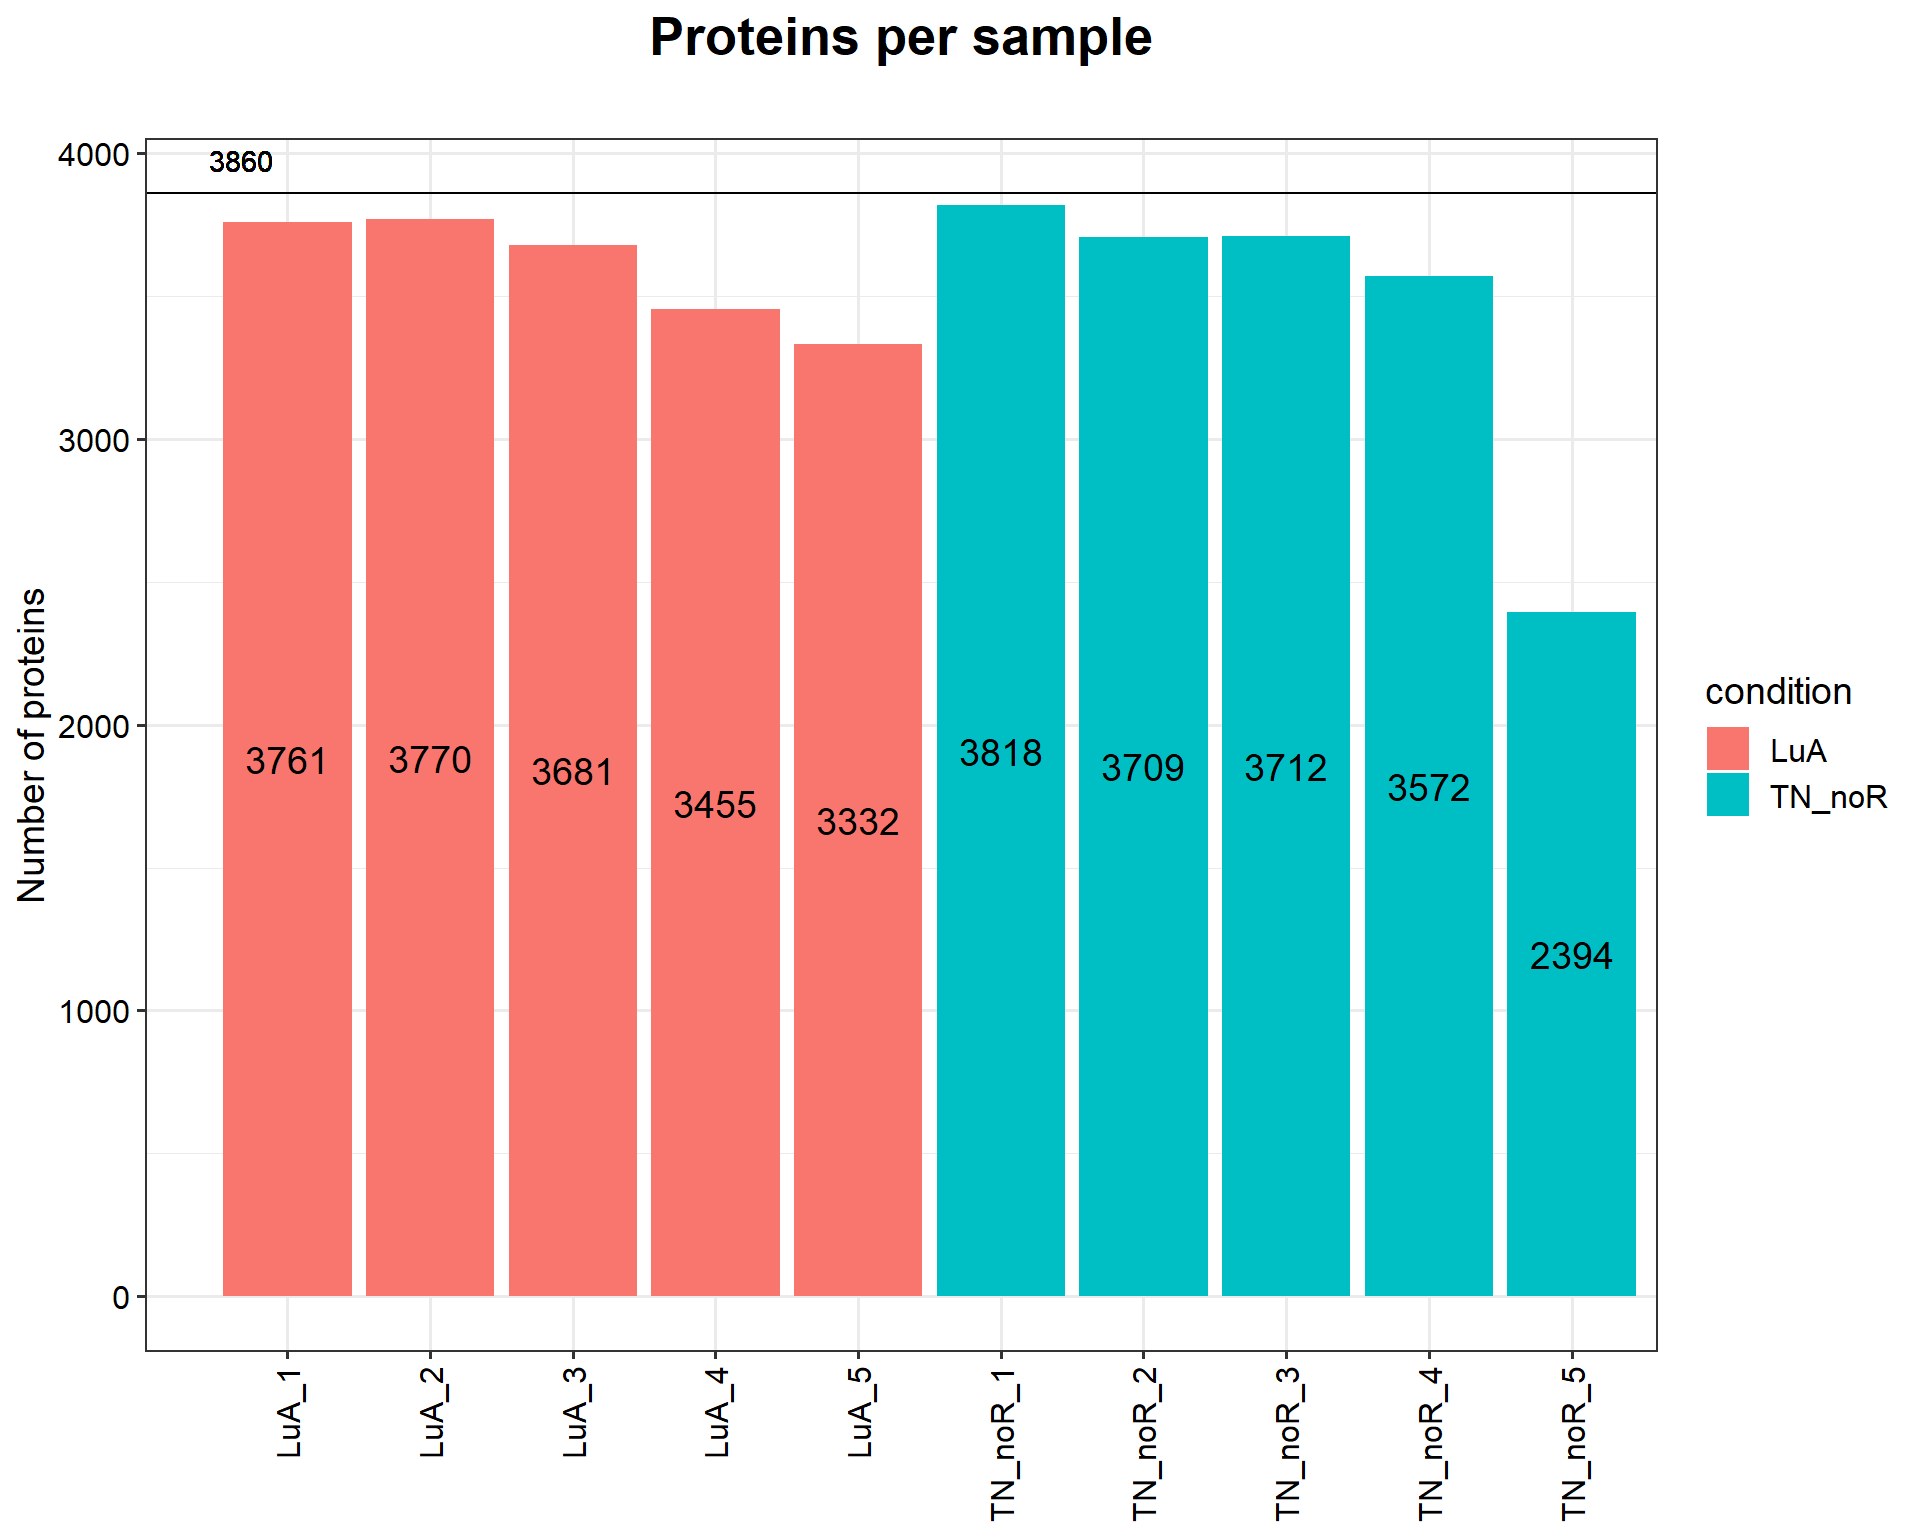 Proteins per sample
4000
3000
2000
1000
0
Number of proteins
3860
3761
3770
3681
3455
3332
3818
3709
3712
3572
2394
LuA_1
LuA_2
LuA_3
LuA_4
LuA_5
TN_noR_1
TN_noR_2
TN_noR_3
TN_noR_4
TN_noR_5
condition
LuA
TN_noR